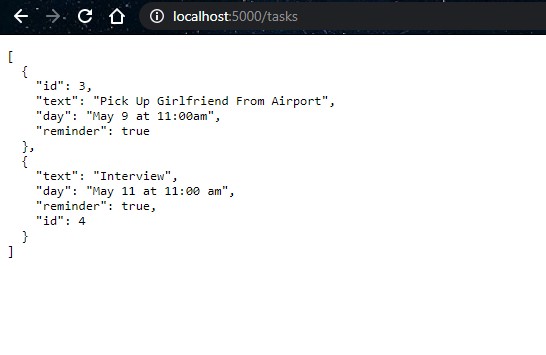 localhost:5000/tasks
[
  {
    "id": 3,
    "text": "Pick Up Girlfriend From Airport",
    "day": "May 9 at 11:00am",
    "reminder": true
  },
  {
    "text": "Interview",
    "day": "May 11 at 11:00 am",
    "reminder": true,
    "id": 4
  }
]